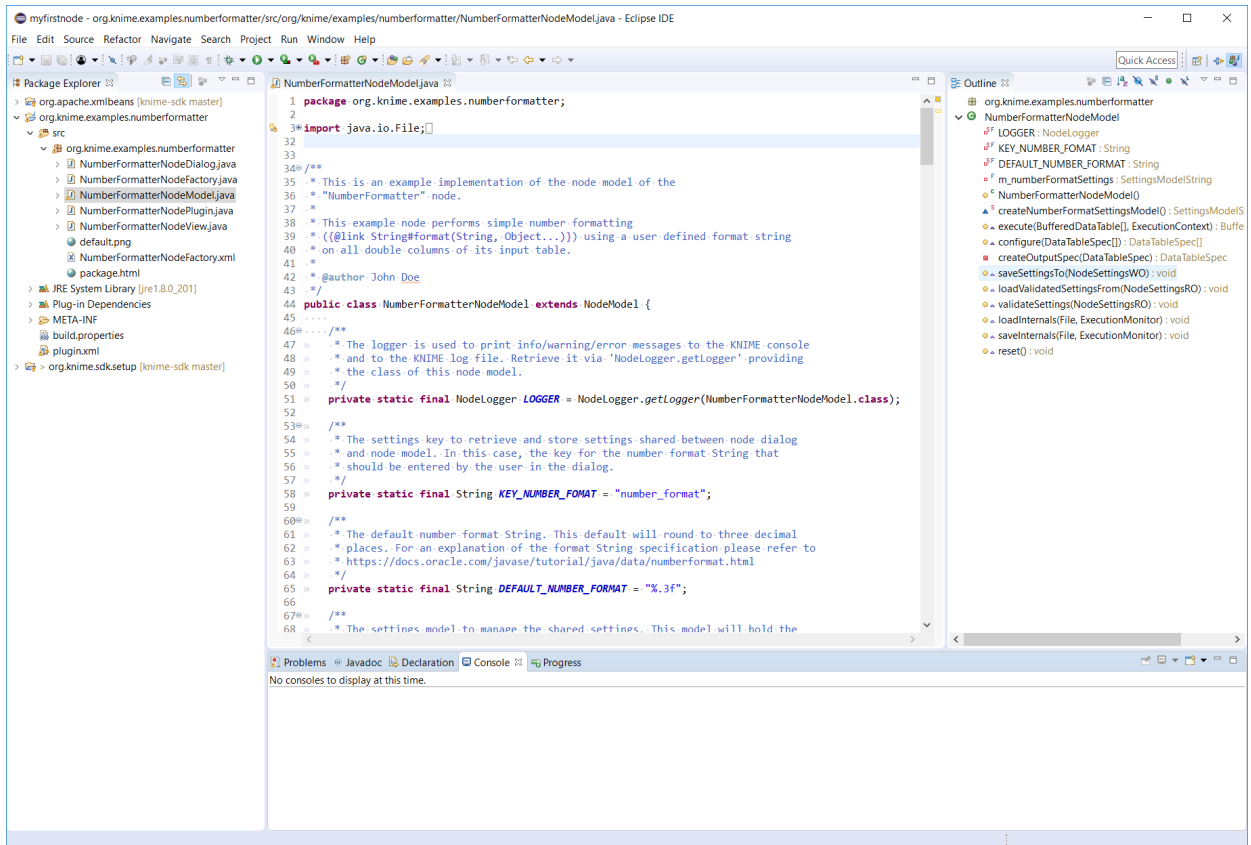 myfirstnode - org.knime.examples.numberformatter/src/org/knime/examples/numberformatter/NumberFormatterNodeModel.java - Eclipse IDE
File Edit Source Refactor Navigate Search Project Run Window Help
Quick Access
Package Explorer
org.apache.xmlbeans [knime-sdk master]
org.knime.examples.numberformatter
src
org.knime.examples.numberformatter
NumberFormatterNodeDialog.java
NumberFormatterNodeFactory.java
NumberFormatterNodeModel.java
NumberFormatterNodePlugin.java
NumberFormatterNodeView.java
default.png
NumberFormatterNodeFactory.xml
package.html
JRE System Library [jre1.8.0_201]
Plug-in Dependencies
META-INF
build.properties
plugin.xml
> org.knime.sdk.setup [knime-sdk master]
NumberFormatterNodeModel.java
1 package org.knime.examples.numberformatter;
2
3 import java.io.File;
32
33
34 /**
35 * This is an example implementation of the node model of the
36 * "NumberFormatter" node.
37 *
38 * This example node performs simple number formatting
39 * ({@link String#format(String, Object...)}) using a user defined format string
40 * on all double columns of its input table.
41 *
42 * @author John Doe
43 */
44 public class NumberFormatterNodeModel extends NodeModel {
45
46 /**
47 * The logger is used to print info/warning/error messages to the KNIME console
48 * and to the KNIME log file. Retrieve it via 'NodeLogger.getLogger' providing
49 * the class of this node model.
50 */
51 private static final NodeLogger LOGGER = NodeLogger.getLogger(NumberFormatterNodeModel.class);
52
53 /**
54 * The settings key to retrieve and store settings shared between node dialog
55 * and node model. In this case, the key for the number format String that
56 * should be entered by the user in the dialog.
57 */
58 private static final String KEY_NUMBER_FOMAT = "number_format";
59
60 /**
61 * The default number format String. This default will round to three decimal
62 * places. For an explanation of the format String specification please refer to
63 * https://docs.oracle.com/javase/tutorial/java/data/numberformat.html
64 */
65 private static final String DEFAULT_NUMBER_FORMAT = "%.3f";
66
67 /**
68 * The settings model to manage the shared settings. This model will hold the
Outline
org.knime.examples.numberformatter
NumberFormatterNodeModel
LOGGER : NodeLogger
KEY_NUMBER_FOMAT : String
DEFAULT_NUMBER_FORMAT : String
m_numberFormatSettings : SettingsModelString
NumberFormatterNodeModel()
createNumberFormatSettingsModel() : SettingsModelS
execute(BufferedDataTable[], ExecutionContext) : Buffe
configure(DataTableSpec[]) : DataTableSpec[]
createOutputSpec(DataTableSpec) : DataTableSpec
saveSettingsTo(NodeSettingsWO) : void
loadValidatedSettingsFrom(NodeSettingsRO) : void
validateSettings(NodeSettingsRO) : void
loadInternals(File, ExecutionMonitor) : void
saveInternals(File, ExecutionMonitor) : void
reset() : void
Problems Javadoc Declaration Console Progress
No consoles to display at this time.